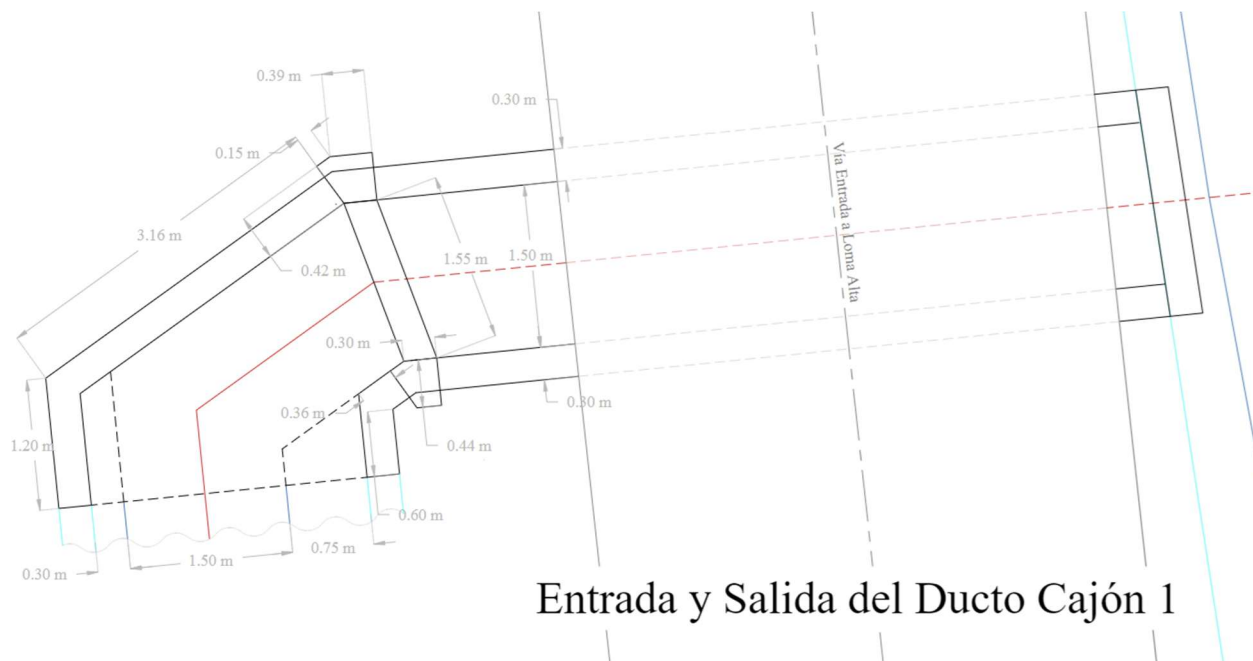 0.39 m
0.30 m
0.15 m
3.16 m
0.42 m
1.55 m
1.50 m
Vía Entrada a Loma Alta
0.30 m
0.36 m
0.30 m
0.44 m
1.20 m
0.60 m
0.75 m
1.50 m
0.30 m
Entrada y Salida del Ducto Cajón 1